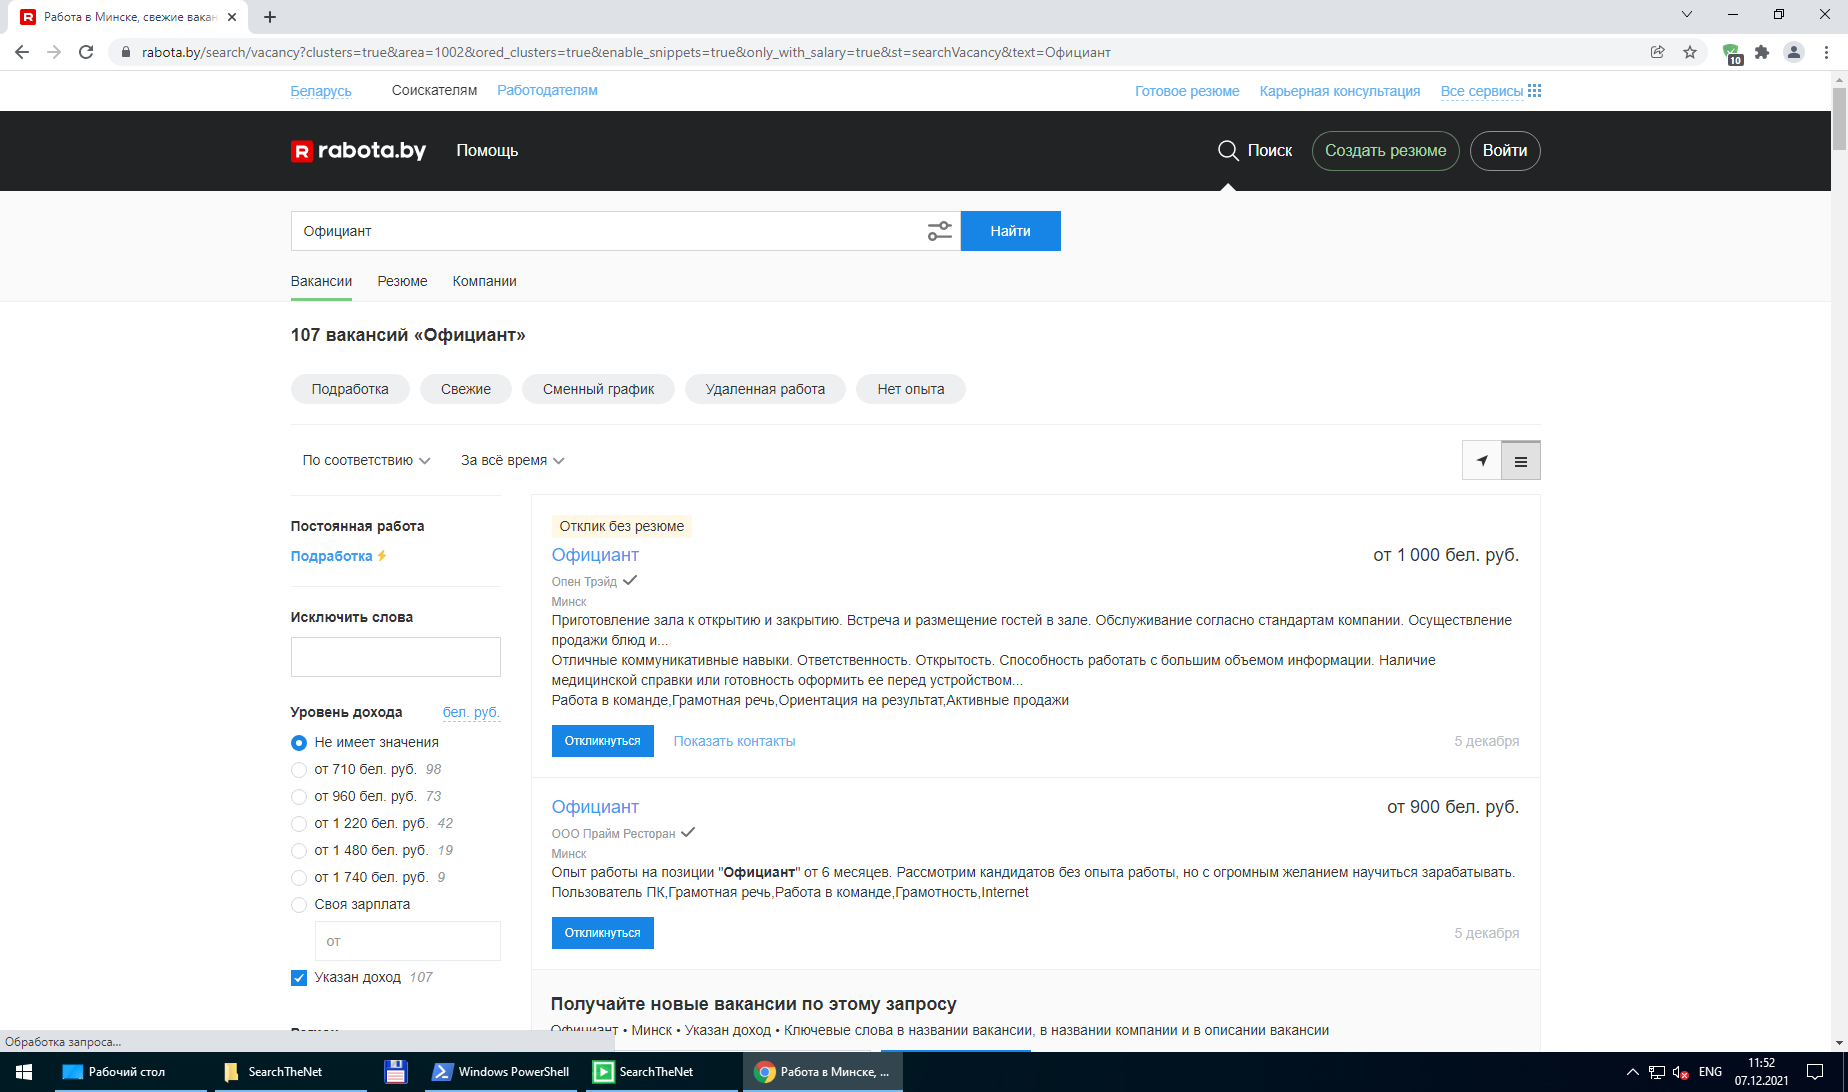 Работа в Минске, свежие вакан
rabota.by/search/vacancy?clusters=true&area=1002&ored_clusters=true&enable_snippets=true&only_with_salary=true&st=searchVacancy&text=Официант
10
Беларусь Соискателям Работодателям Готовое резюме Карьерная консультация Все сервисы
R rabota.by Помощь Поиск Создать резюме Войти
Официант Найти
Вакансии Резюме Компании
107 вакансий «Официант»
Подработка Свежие Сменный график Удаленная работа Нет опыта
По соответствию За всё время
Постоянная работа
Подработка
Исключить слова
Уровень дохода бел. руб.
Не имеет значения
от 710 бел. руб. 98
от 960 бел. руб. 73
от 1 220 бел. руб. 42
от 1 480 бел. руб. 19
от 1 740 бел. руб. 9
Своя зарплата
от
Указан доход 107
Отклик без резюме
Официант от 1 000 бел. руб.
Опен Трэйд
Минск
Приготовление зала к открытию и закрытию. Встреча и размещение гостей в зале. Обслуживание согласно стандартам компании. Осуществление
продажи блюд и...
Отличные коммуникативные навыки. Ответственность. Открытость. Способность работать с большим объемом информации. Наличие
медицинской справки или готовность оформить ее перед устройством...
Работа в команде,Грамотная речь,Ориентация на результат,Активные продажи
Откликнуться Показать контакты 5 декабря
Официант от 900 бел. руб.
ООО Прайм Ресторан
Минск
Опыт работы на позиции "Официант" от 6 месяцев. Рассмотрим кандидатов без опыта работы, но с огромным желанием научиться зарабатывать.
Пользователь ПК,Грамотная речь,Работа в команде,Грамотность,Internet
Откликнуться 5 декабря
Получайте новые вакансии по этому запросу
Официант • Минск • Указан доход • Ключевые слова в названии вакансии, в названии компании и в описании вакансии
Обработка запроса...
Рабочий стол SearchTheNet Windows PowerShell SearchTheNet Работа в Минске, ... ENG 11:52
07.12.2021